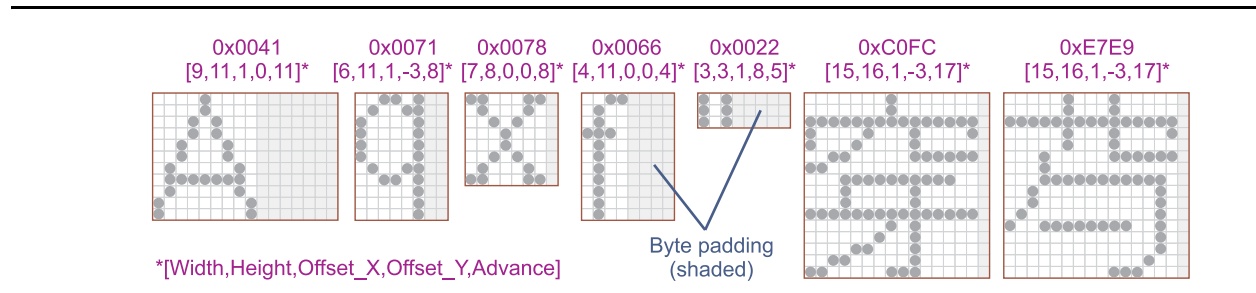 0x0041 0x0071 0x0078 0x0066 0x0022 0xC0FC 0xE7E9
[9,11,1,0,11]* [6,11,1,-3,8]* [7,8,0,0,8]* [4,11,0,0,4]* [3,3,1,8,5]* [15,16,1,-3,17]* [15,16,1,-3,17]*
Byte padding
(shaded)
*[Width,Height,Offset_X,Offset_Y,Advance]